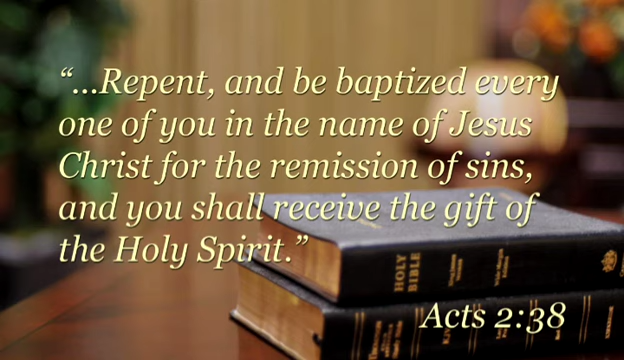 “...Repent, and be baptized every
one of you in the name of Jesus
Christ for the remission of sins,
and you shall receive the gift of
the Holy Spirit.”
HOLY
BIBLE
Acts 2:38